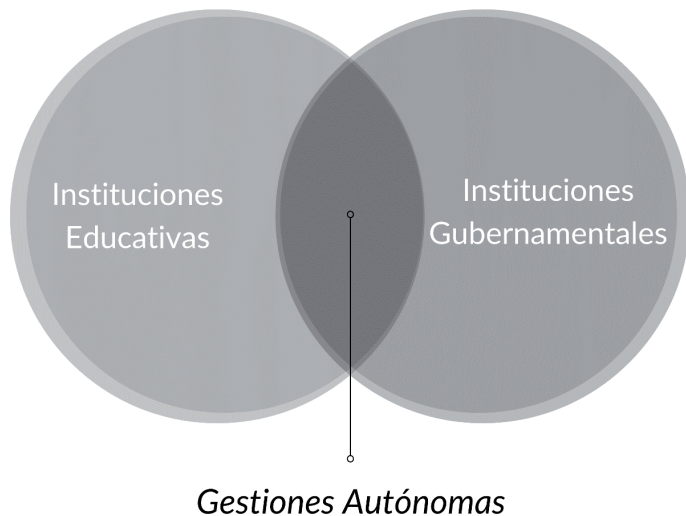 Instituciones
Educativas
Instituciones
Gubernamentales
Gestiones Autónomas